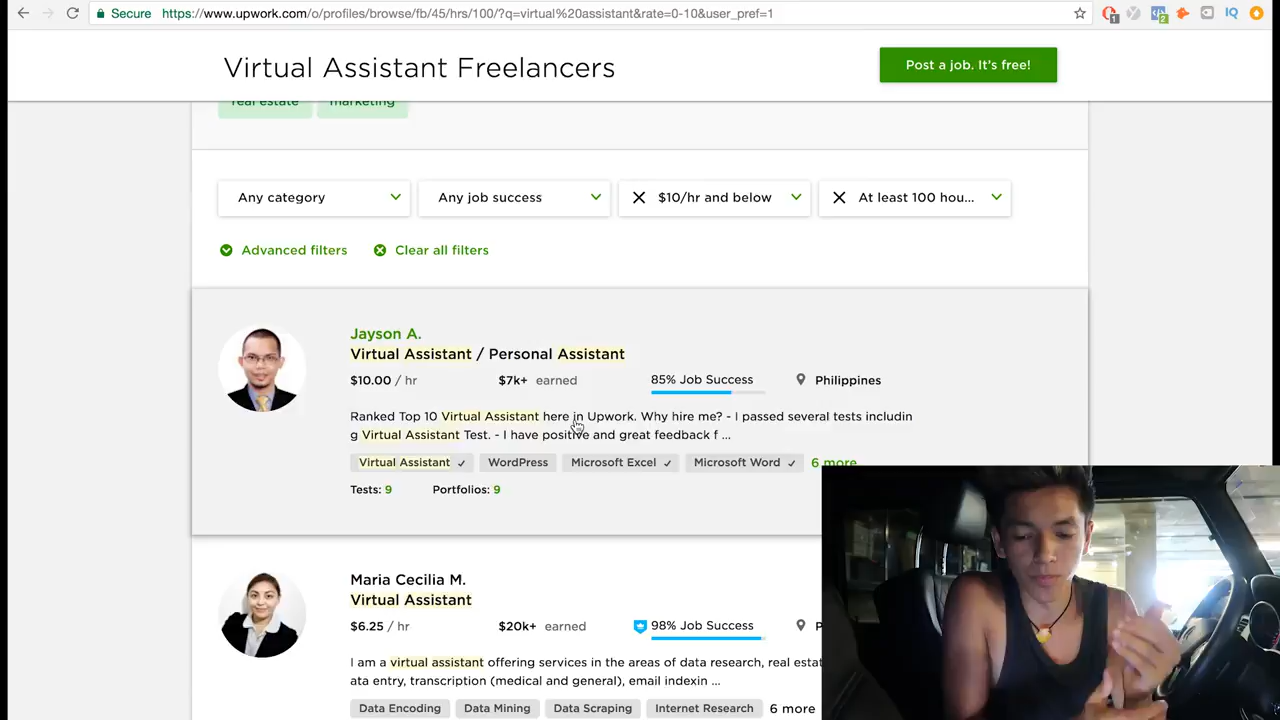 Secure https://www.upwork.com/o/profiles/browse/fb/45/hrs/100/?q=virtual%20assistant&rate=0-10&user_pref=1
1
2
IQ
Virtual Assistant Freelancers
Post a job. It's free!
real estate marketing
Any category
Any job success
$10/hr and below
At least 100 hou...
Advanced filters
Clear all filters
Jayson A.
Virtual Assistant / Personal Assistant
$10.00 / hr $7k+ earned 85% Job Success Philippines
Ranked Top 10 Virtual Assistant here in Upwork. Why hire me? - I passed several tests includin
g Virtual Assistant Test. - I have positive and great feedback f ...
Virtual Assistant ✓ WordPress Microsoft Excel ✓ Microsoft Word ✓ 6 more
Tests: 9 Portfolios: 9
Maria Cecilia M.
Virtual Assistant
$6.25 / hr $20k+ earned 98% Job Success P
I am a virtual assistant offering services in the areas of data research, real estat
ata entry, transcription (medical and general), email indexin ...
Data Encoding Data Mining Data Scraping Internet Research 6 more